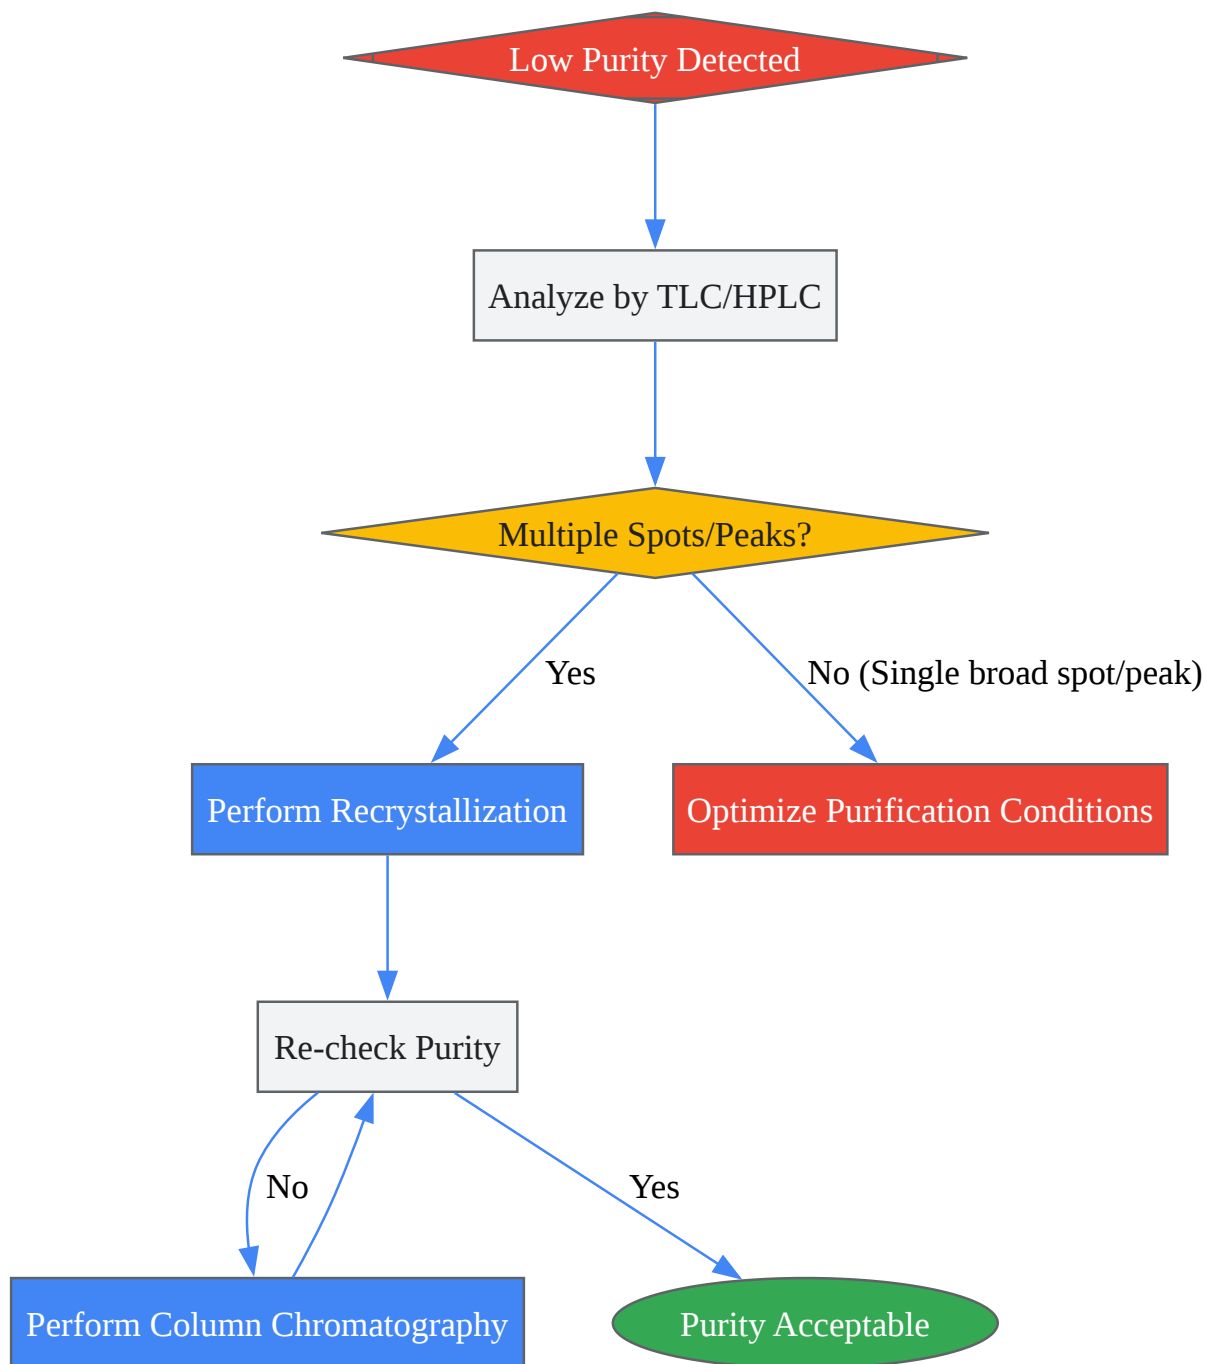 Low Purity Detected
Analyze by TLC/HPLC
Multiple Spots/Peaks?
Yes
No (Single broad spot/peak)
Perform Recrystallization
Optimize Purification Conditions
Re-check Purity
No
Yes
Perform Column Chromatography
Purity Acceptable